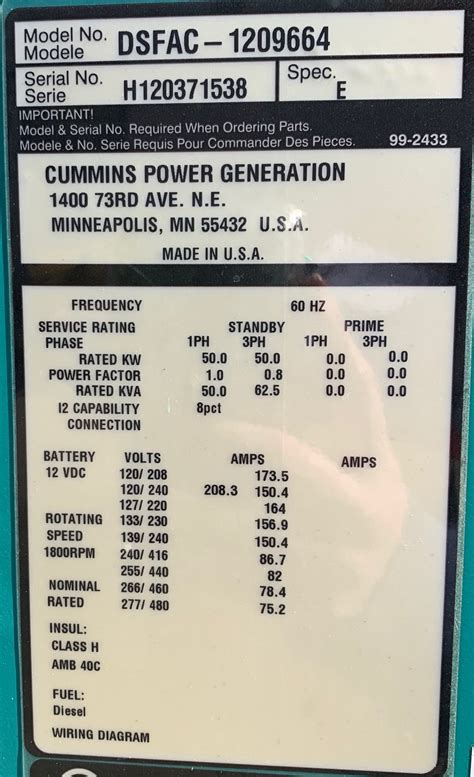 Model No. DSFAC – 1209664
Modele
Serial No. H120371538 Spec. E
Serie
IMPORTANT!
Model & Serial No. Required When Ordering Parts.
Modele & No. Serie Requis Pour Commander Des Pieces. 99-2433
CUMMINS POWER GENERATION
1400 73RD AVE. N.E.
MINNEAPOLIS, MN 55432 U.S.A.
MADE IN U.S.A.
FREQUENCY 60 HZ
SERVICE RATING STANDBY PRIME
PHASE 1PH 3PH 1PH 3PH
RATED KW 50.0 50.0 0.0 0.0
POWER FACTOR 1.0 0.8 0.0 0.0
RATED KVA 50.0 62.5 0.0 0.0
I2 CAPABILITY 8pct
CONNECTION
BATTERY VOLTS AMPS AMPS
12 VDC 120/ 208 173.5
120/ 240 208.3 150.4
127/ 220 164
ROTATING 133/ 230 156.9
SPEED 139/ 240 150.4
1800RPM 240/ 416 86.7
255/ 440 82
NOMINAL 266/ 460 78.4
RATED 277/ 480 75.2
INSUL:
CLASS H
AMB 40C
FUEL:
Diesel
WIRING DIAGRAM